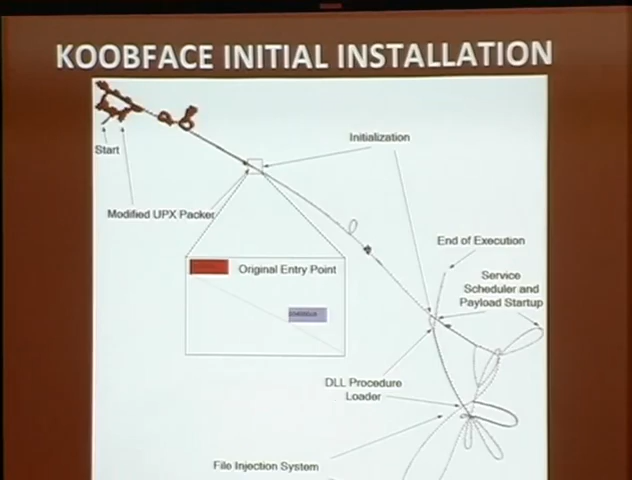 KOOBFACE INITIAL INSTALLATION
Initialization
Start
Modified UPX Packer
End of Execution
Original Entry Point
Service
Scheduler and
Payload Startup
DLL Procedure
Loader
File Injection System